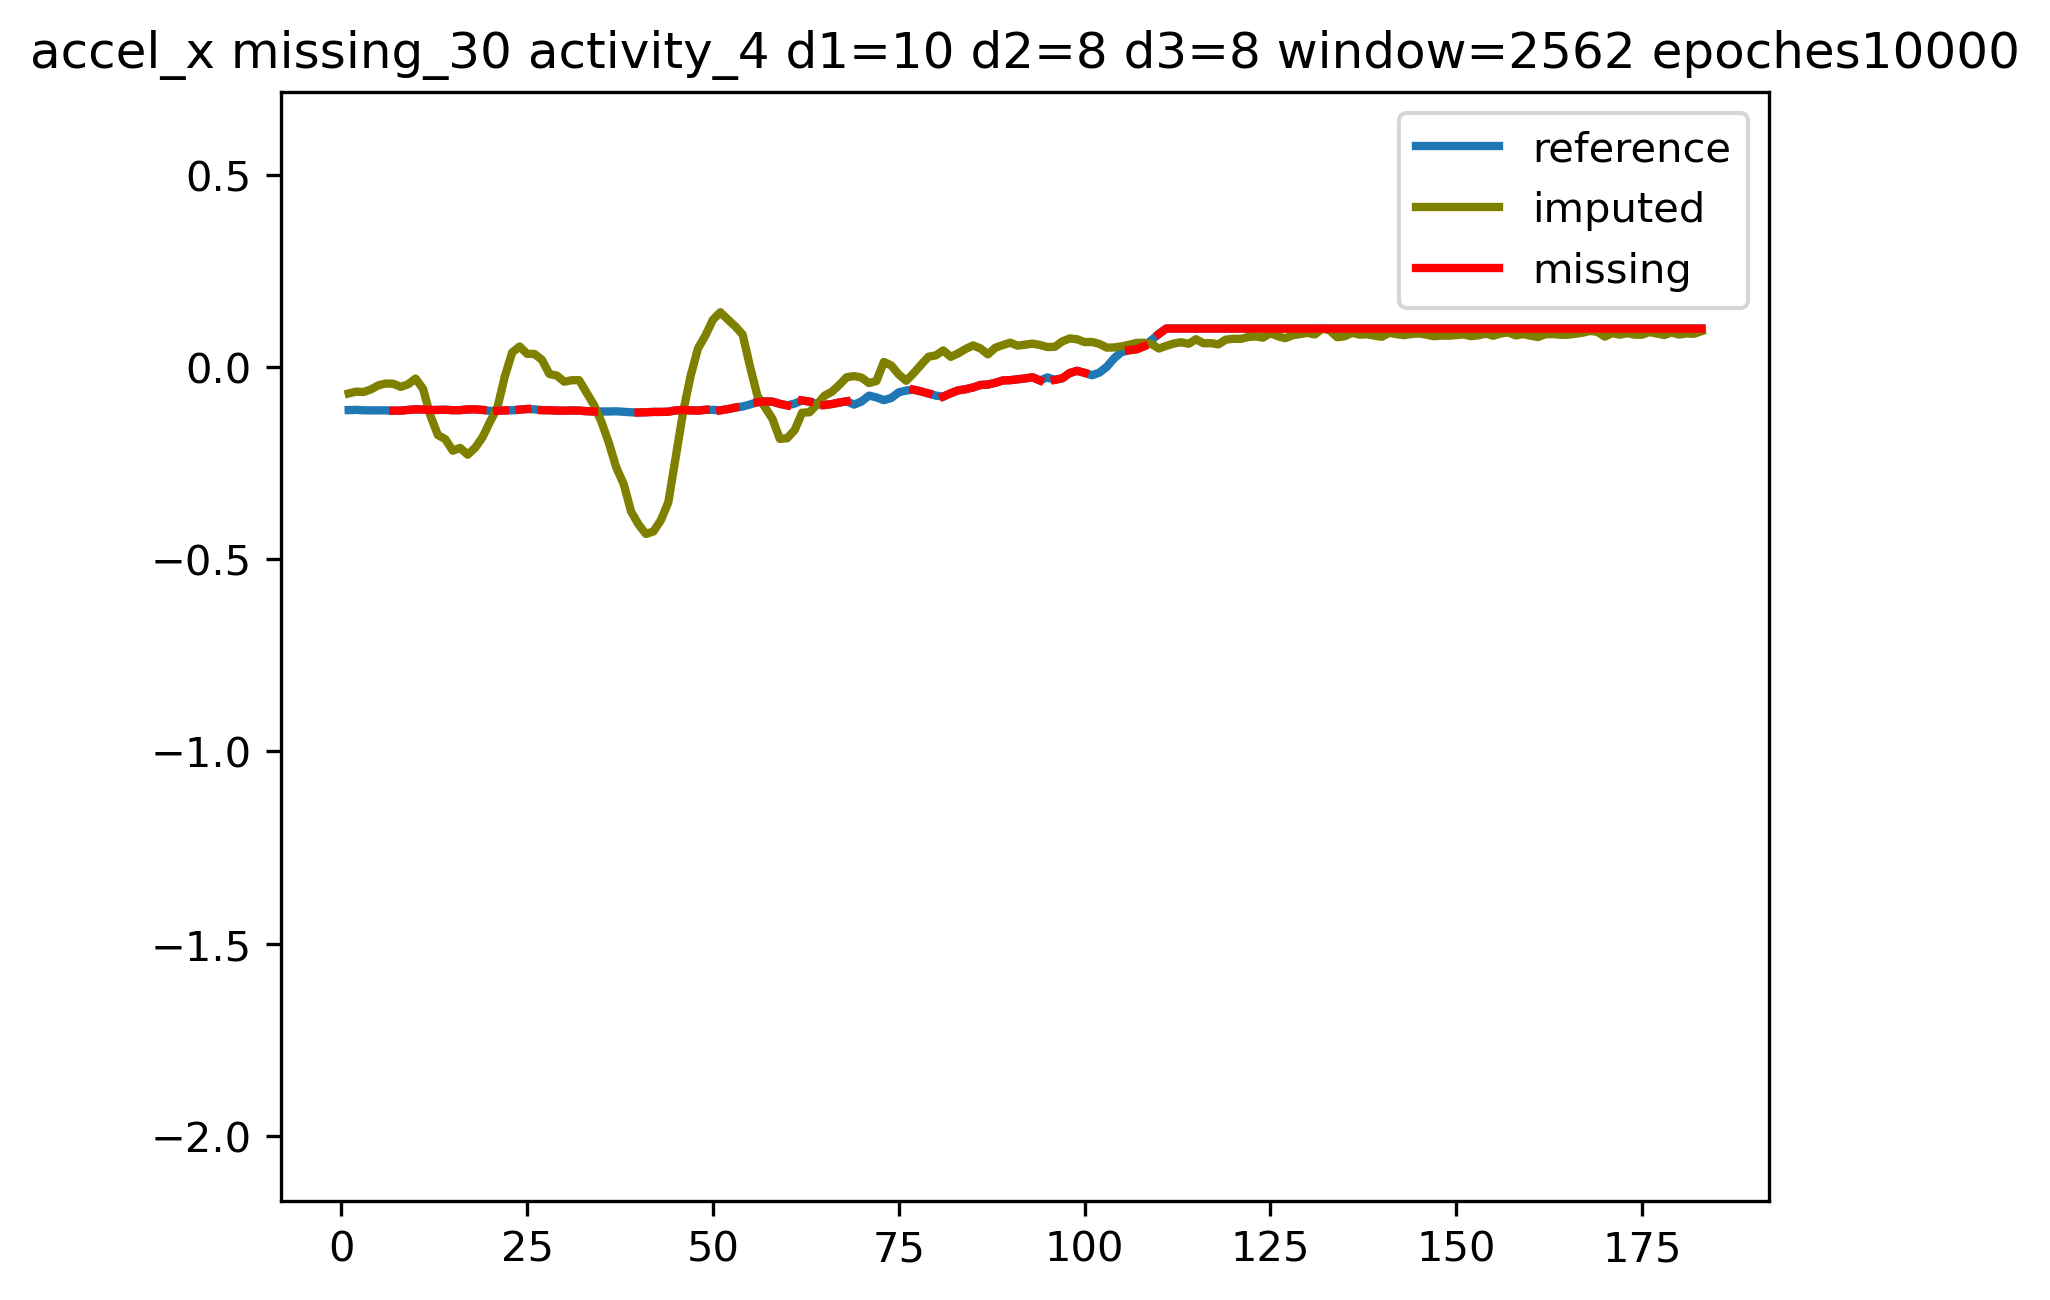 accel_x missing_30 activity_4 d1=10 d2=8 d3=8 window=2562 epoches10000
reference
imputed
missing
0.5
0.0
−0.5
−1.0
−1.5
−2.0
0 25 50 75 100 125 150 175